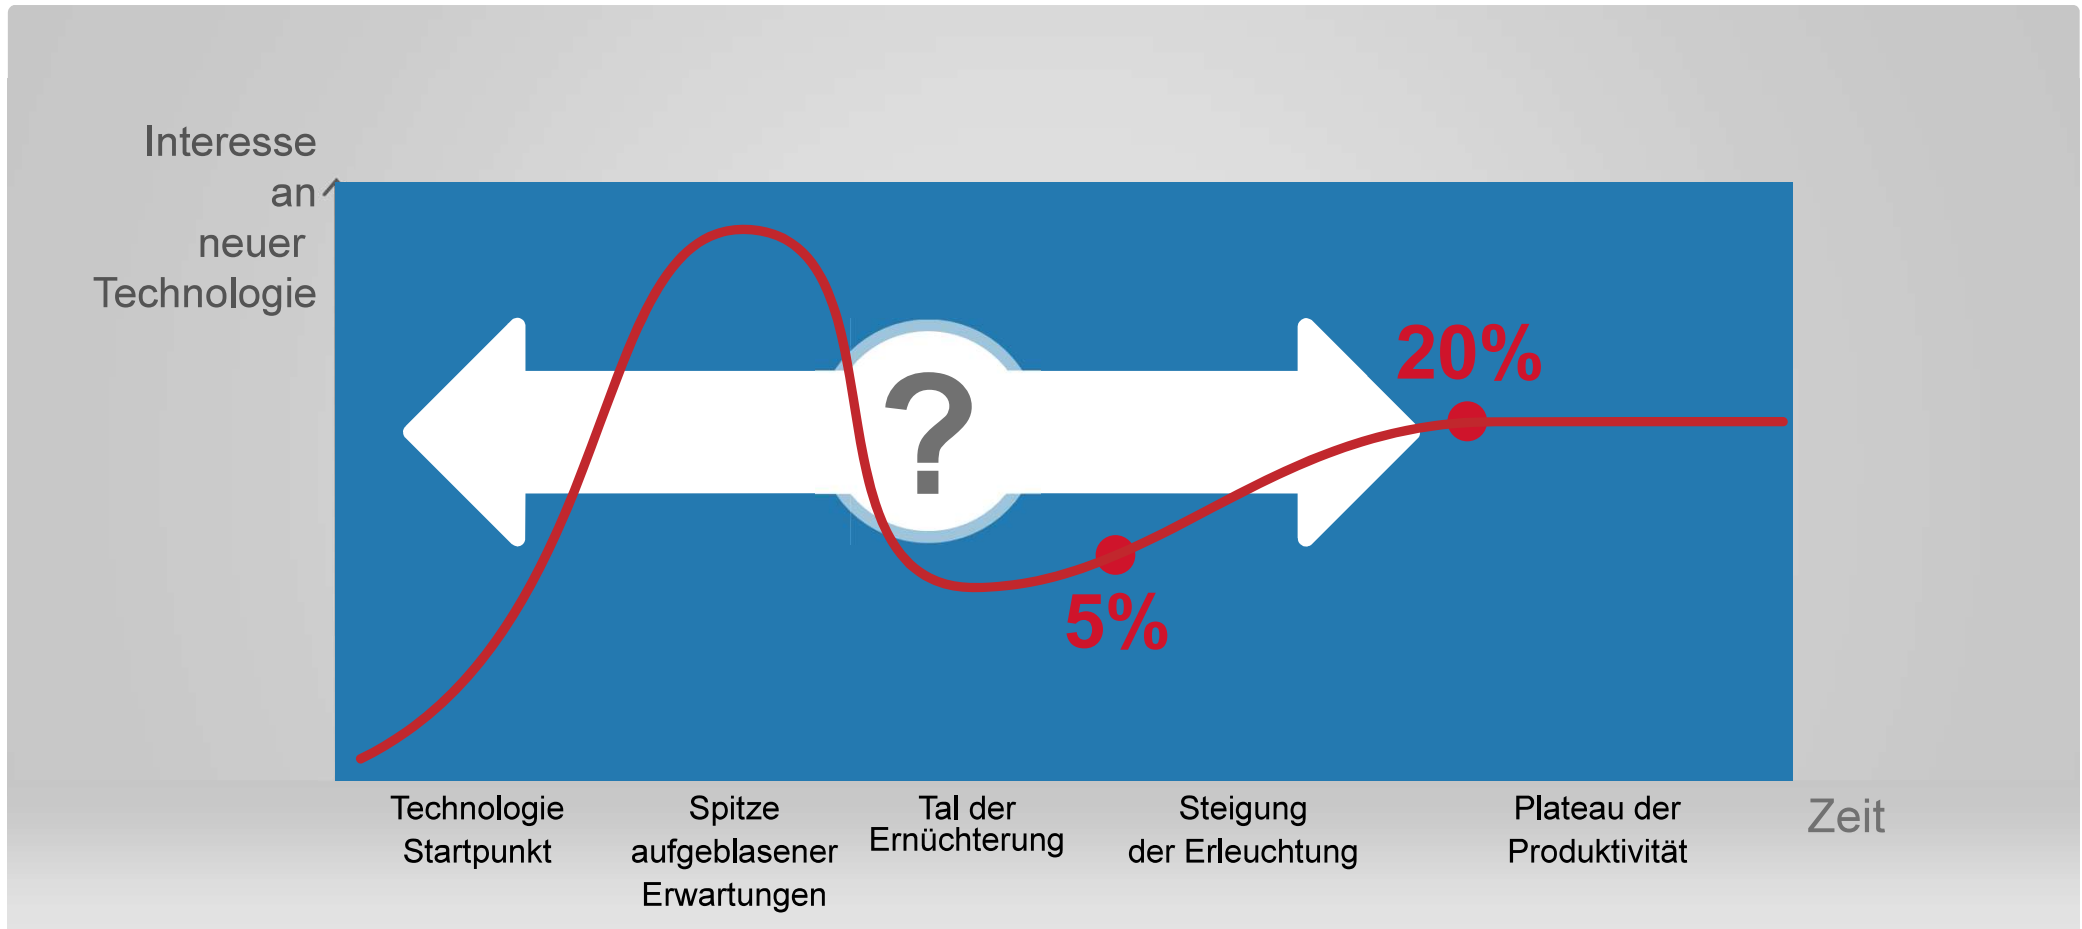 Interesse
an
neuer
Technologie
20%
?
5%
Technologie
Startpunkt
Spitze
aufgeblasener
Erwartungen
Tal der
Ernüchterung
Steigung
der Erleuchtung
Plateau der
Produktivität
Zeit